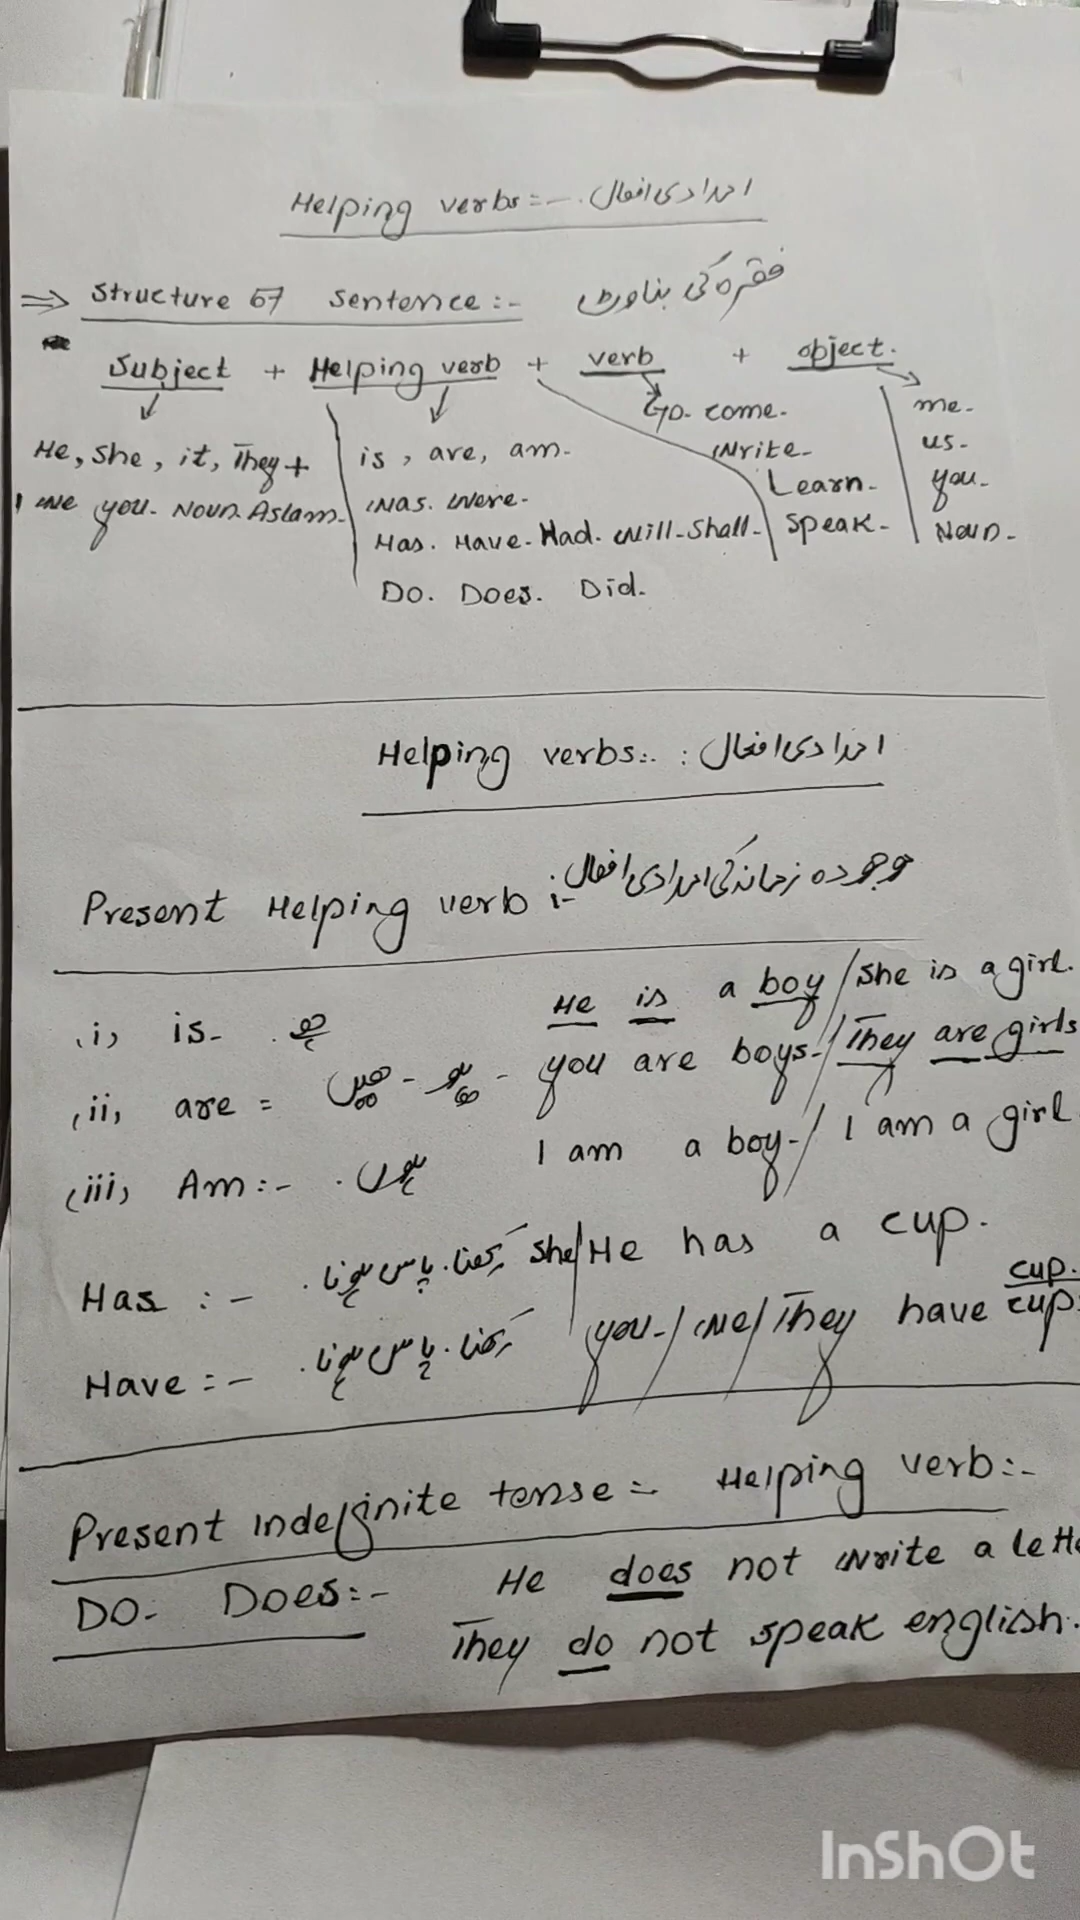 Helping verbs:- امدادی افعال
⇒ Structure of Sentence:- فقرہ کی بناوٹ
Subject + Helping verb + verb + object.
He, she, it, They + is, are, am. Go. come. me.
I we you. Noun. Aslam. Was. Were. Write. us.
Has. Have. Had. Will. Shall. Learn. you.
Do. Does. Did. Speak. Noun.
Helping verbs:. : امدادی افعال
Present Helping verb :- موجودہ زمانہ کی امدادی افعال
(i) is- ہے. He is a boy / she is a girl.
(ii) are = ہیں - ہو - you are boys. / They are girls
(iii) Am:- ہوں. I am a boy- / I am a girl.
Has :- رکھنا. پاس ہونا. she/He has a cup.
Have :- رکھنا. پاس ہونا. you-/We/They have cup. cup.
Present indefinite tense:- Helping verb:-
DO. Does:- He does not write a lett
They do not speak english.
InShOt